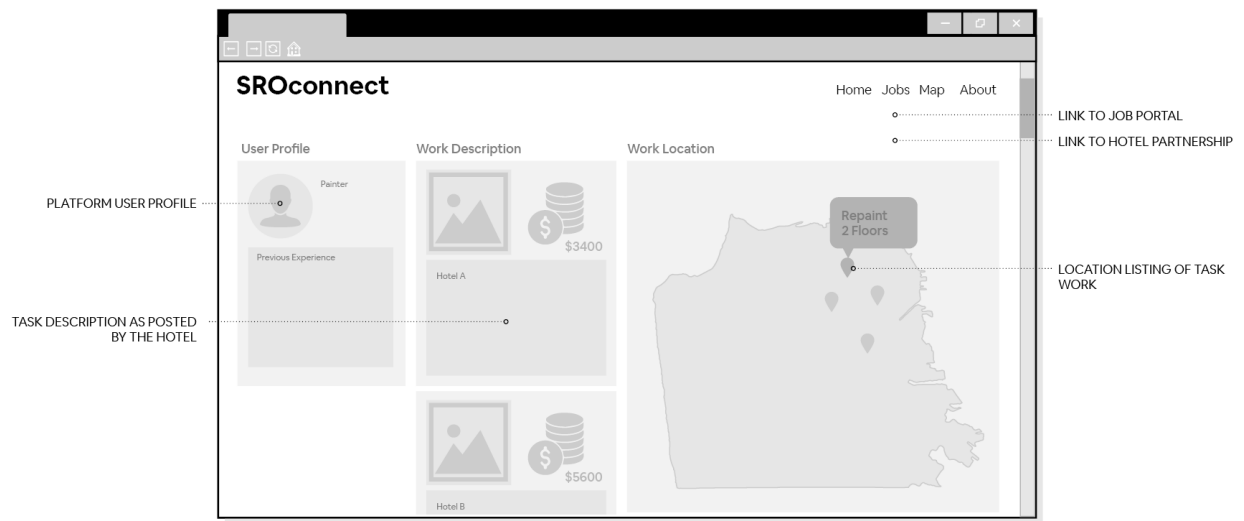 SROconnect
Home Jobs Map About
LINK TO JOB PORTAL
LINK TO HOTEL PARTNERSHIP
User Profile
Work Description
Work Location
PLATFORM USER PROFILE
Painter
Previous Experience
$3400
Hotel A
Repaint
2 Floors
LOCATION LISTING OF TASK
WORK
TASK DESCRIPTION AS POSTED
BY THE HOTEL
$5600
Hotel B